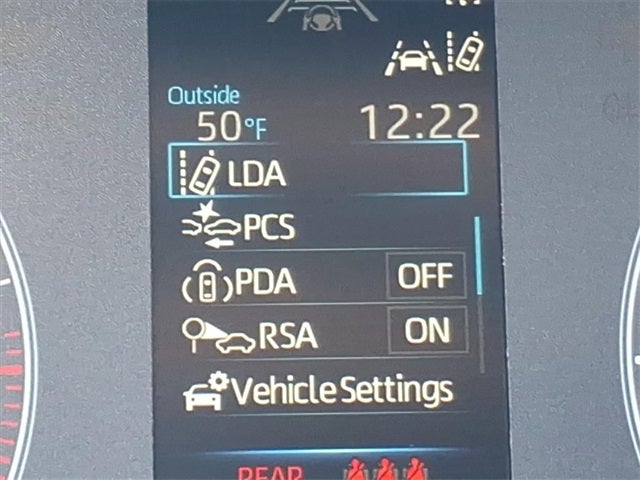 Outside
50°F 12:22
LDA
PCS
PDA OFF
RSA ON
Vehicle Settings
REAR